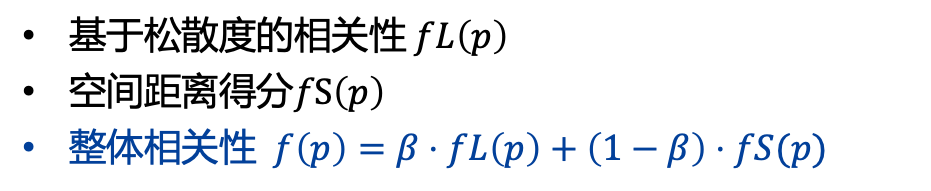 • 基于松散度的相关性 fL(p)
• 空间距离得分fS(p)
• 整体相关性 f(p) = β · fL(p) + (1 − β) · fS(p)